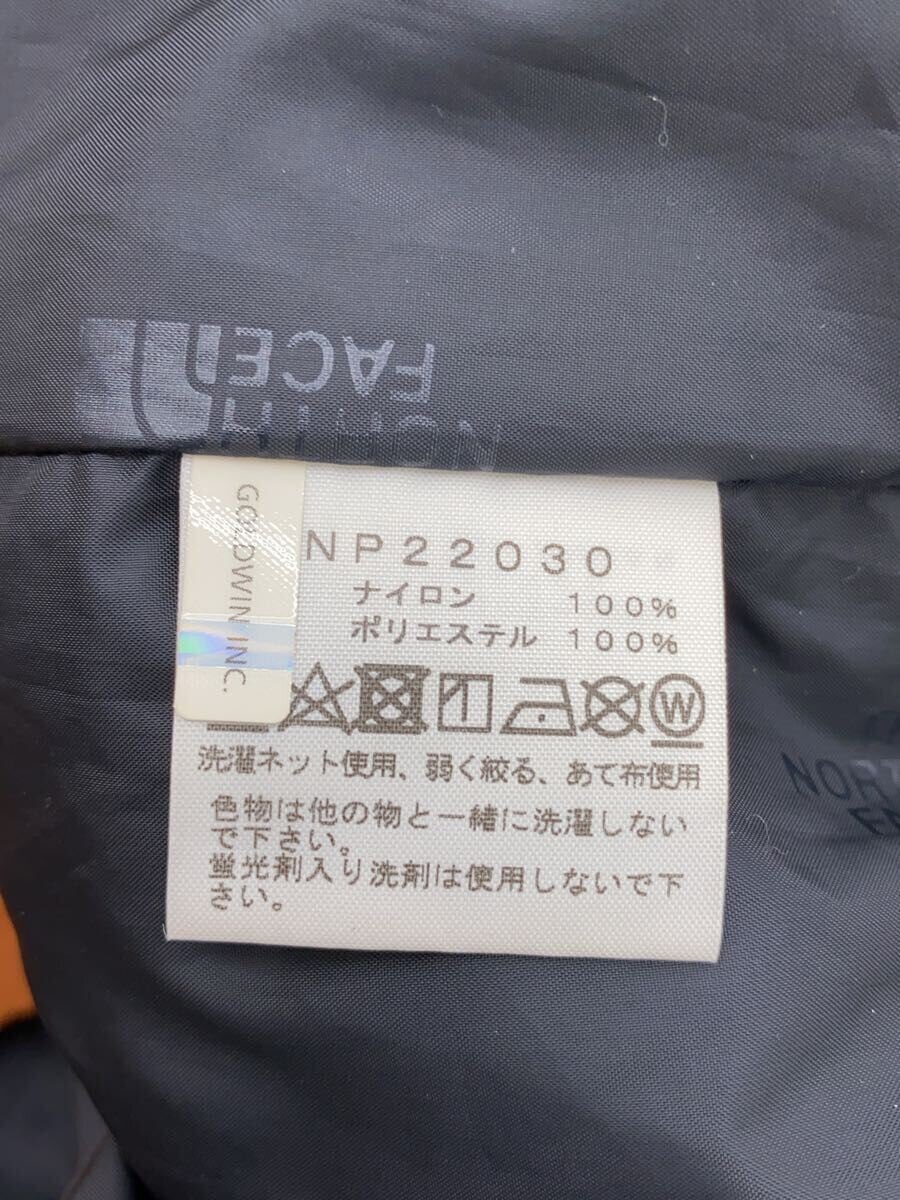 NORTH
FACE
GOLDWIN INC.
NP22030
ナイロン 100%
ポリエステル 100%
W
洗濯ネット使用、弱く絞る、あて布使用
色物は他の物と一緒に洗濯しない
で下さい。
蛍光剤入り洗剤は使用しないで下
さい。